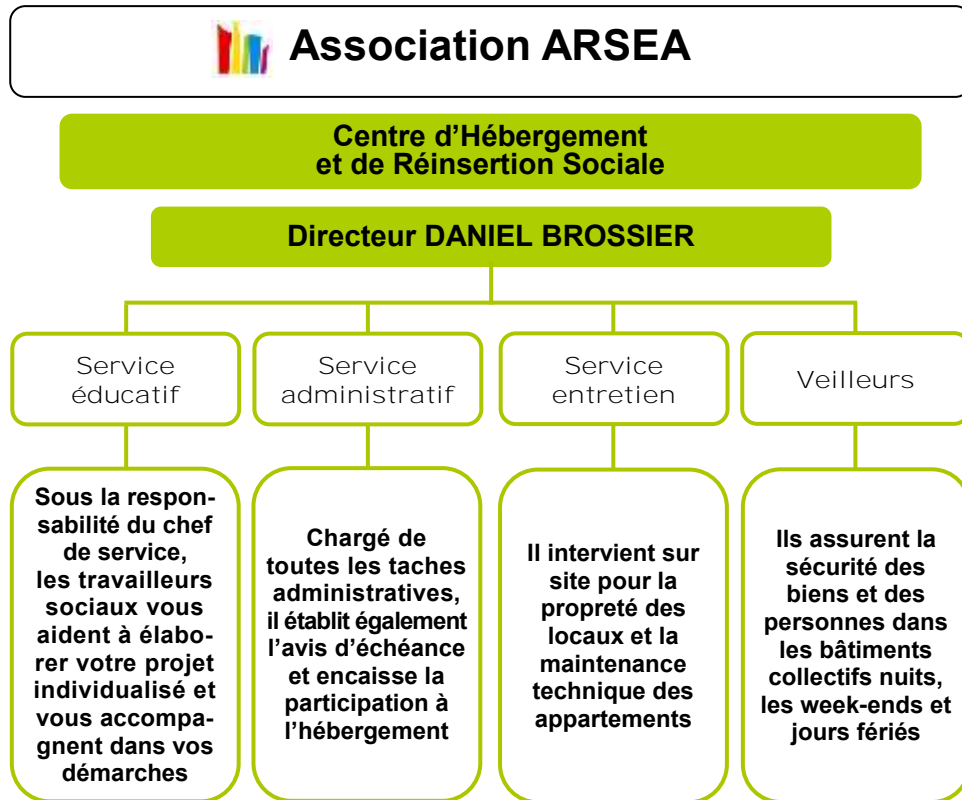 Association ARSEA
Centre d'Hébergement
et de Réinsertion Sociale
Directeur DANIEL BROSSIER
Service
éducatif
Service
administratif
Service
entretien
Veilleurs
Sous la respon-
sabilité du chef
de service,
les travailleurs
sociaux vous
aident à élabo-
rer votre projet
individualisé et
vous accompa-
gnent dans vos
démarches
Chargé de
toutes les taches
administratives,
il établit également
l'avis d'échéance
et encaisse la
participation à
l'hébergement
Il intervient sur
site pour la
propreté des
locaux et la
maintenance
technique des
appartements
Ils assurent la
sécurité des
biens et des
personnes dans
les bâtiments
collectifs nuits,
les week-ends et
jours fériés